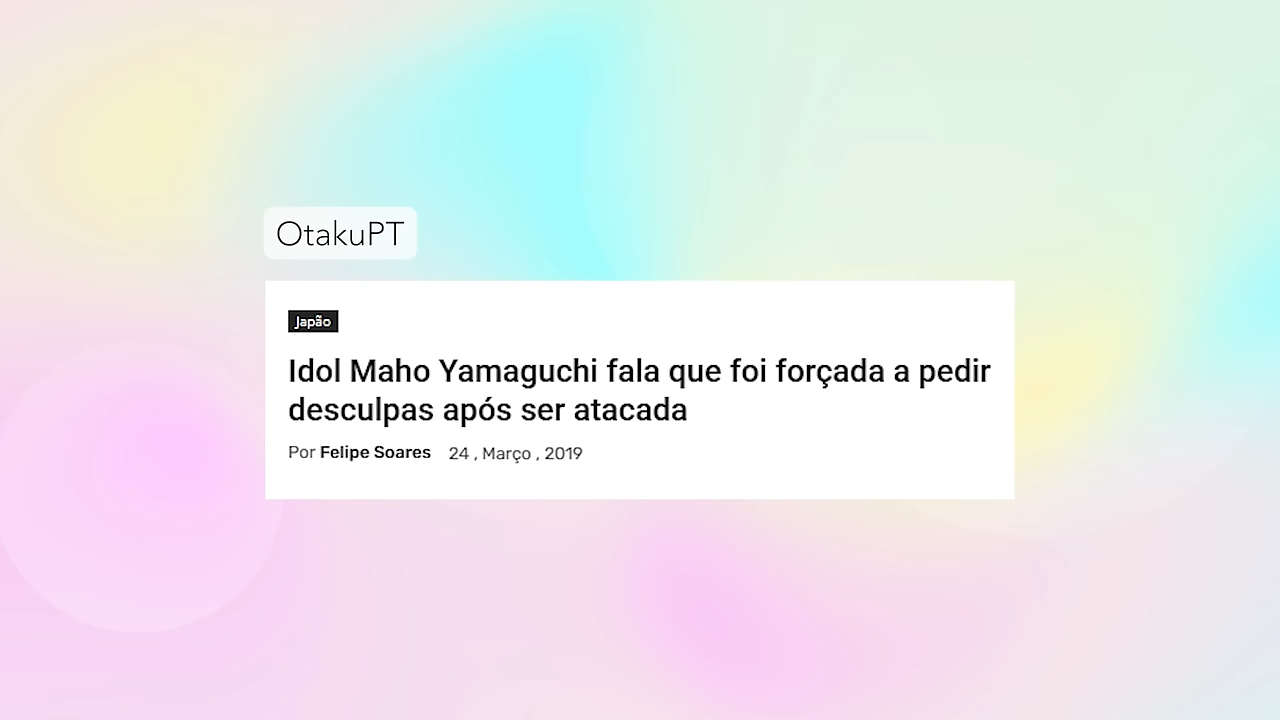 OtakuPT
Japão
Idol Maho Yamaguchi fala que foi forçada a pedir
desculpas após ser atacada
Por Felipe Soares 24 , Março , 2019